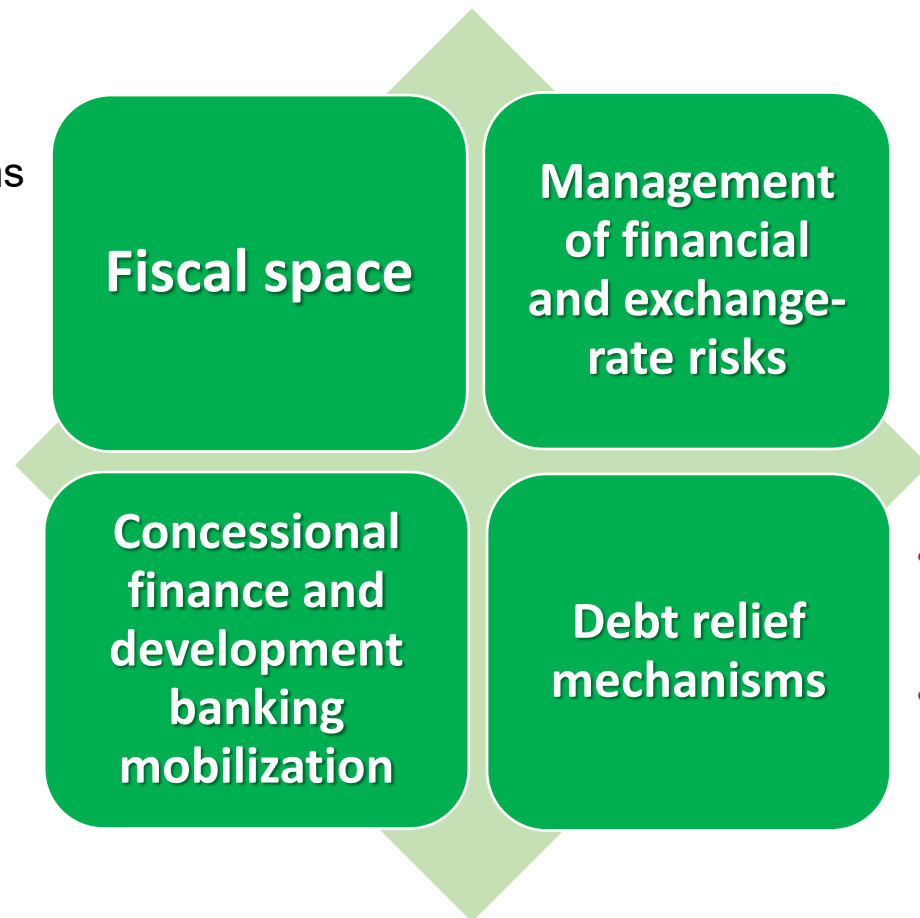 Fiscal space
Management
of financial
and exchange-
rate risks
Concessional
finance and
development
banking
mobilization
Debt relief
mechanisms